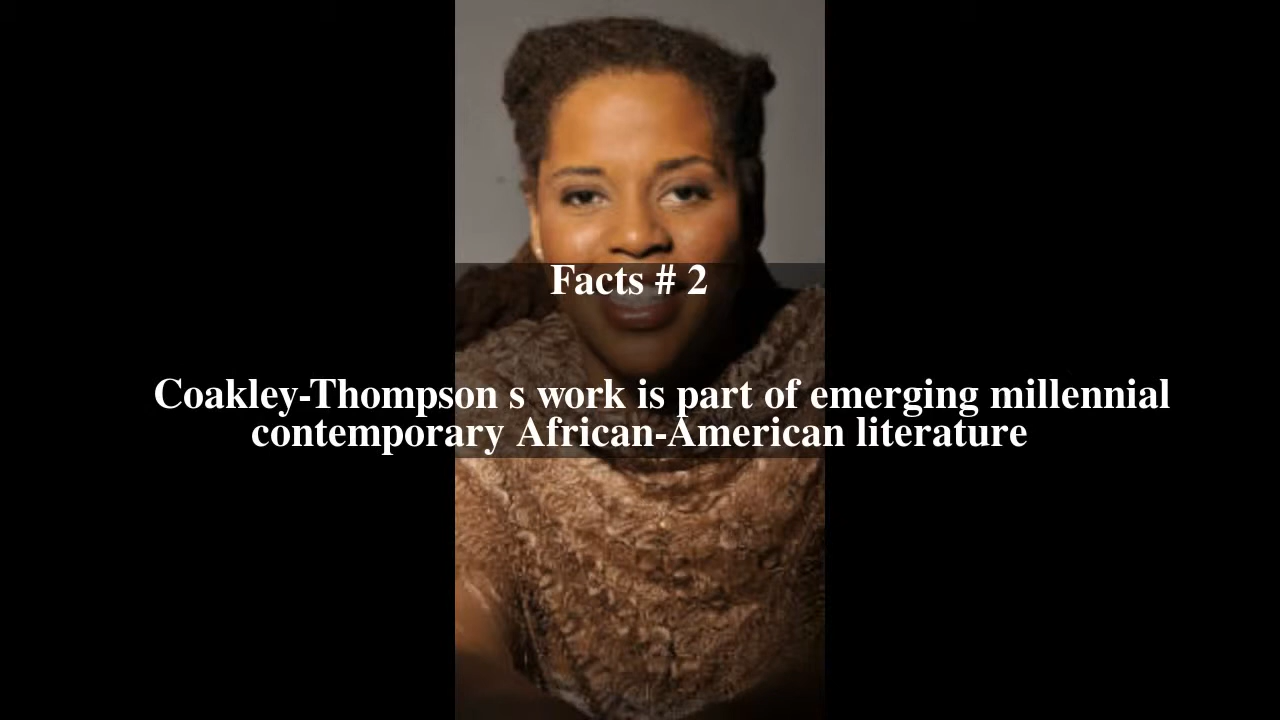 Facts # 2
Coakley-Thompson s work is part of emerging millennial
contemporary African-American literature